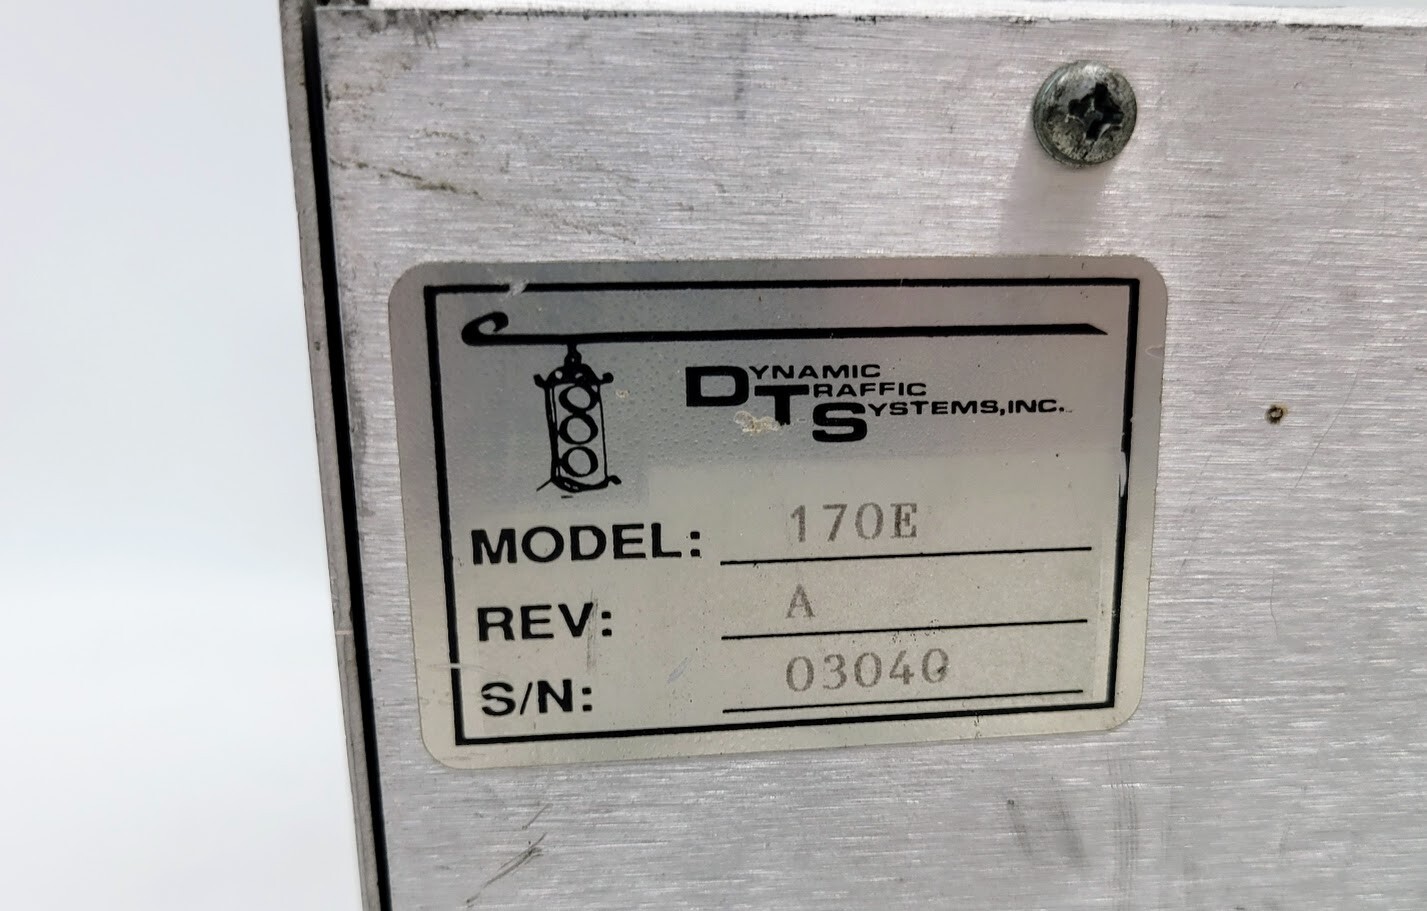 DYNAMIC
TRAFFIC
SYSTEMS, INC.
MODEL: 170E
REV: A
S/N: 03040